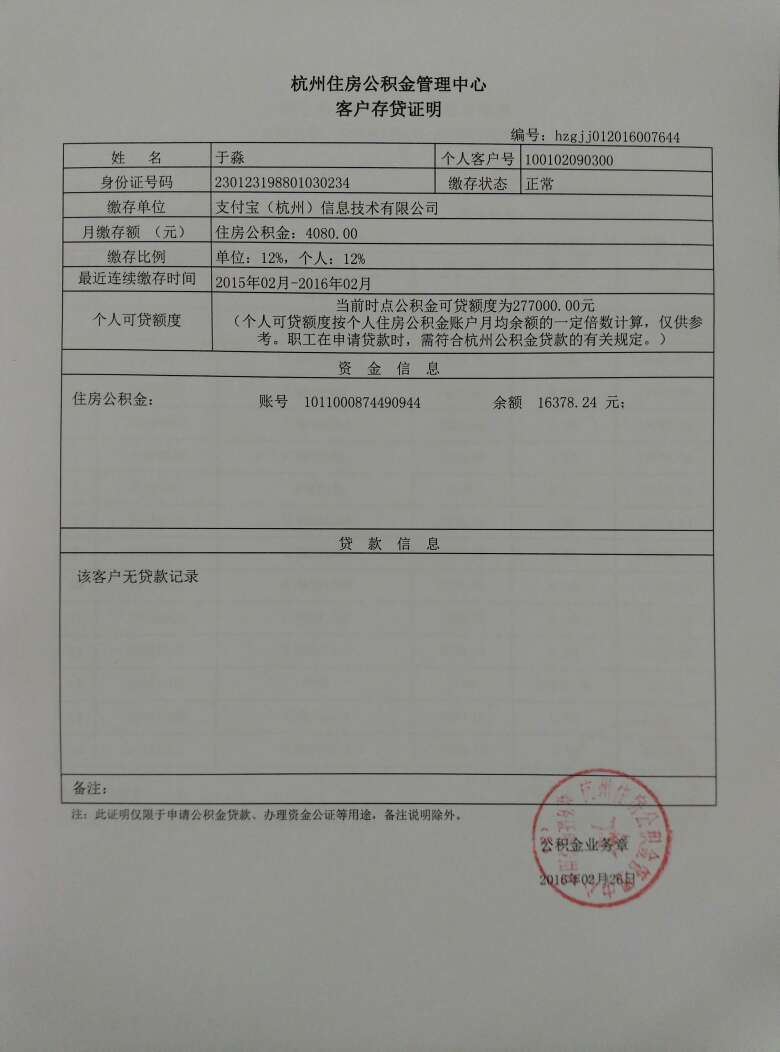 杭州住房公积金管理中心
客户存贷证明
编号：hzgjj012016007644
姓 名 于淼 个人客户号 100102090300
身份证号码 230123198801030234 缴存状态 正常
缴存单位 支付宝（杭州）信息技术有限公司
月缴存额 （元） 住房公积金：4080.00
缴存比例 单位：12%，个人：12%
最近连续缴存时间 2015年02月-2016年02月
当前时点公积金可贷额度为277000.00元
个人可贷额度 （个人可贷额度按个人住房公积金账户月均余额的一定倍数计算，仅供参
考。职工在申请贷款时，需符合杭州公积金贷款的有关规定。）
资 金 信 息
住房公积金： 账号 1011000874490944 余额 16378.24 元；
贷 款 信 息
该客户无贷款记录
备注：
注：此证明仅限于申请公积金贷款、办理资金公证等用途，备注说明除外。
杭州住房公积金管理中心
公积金业务章
2016年02月26日